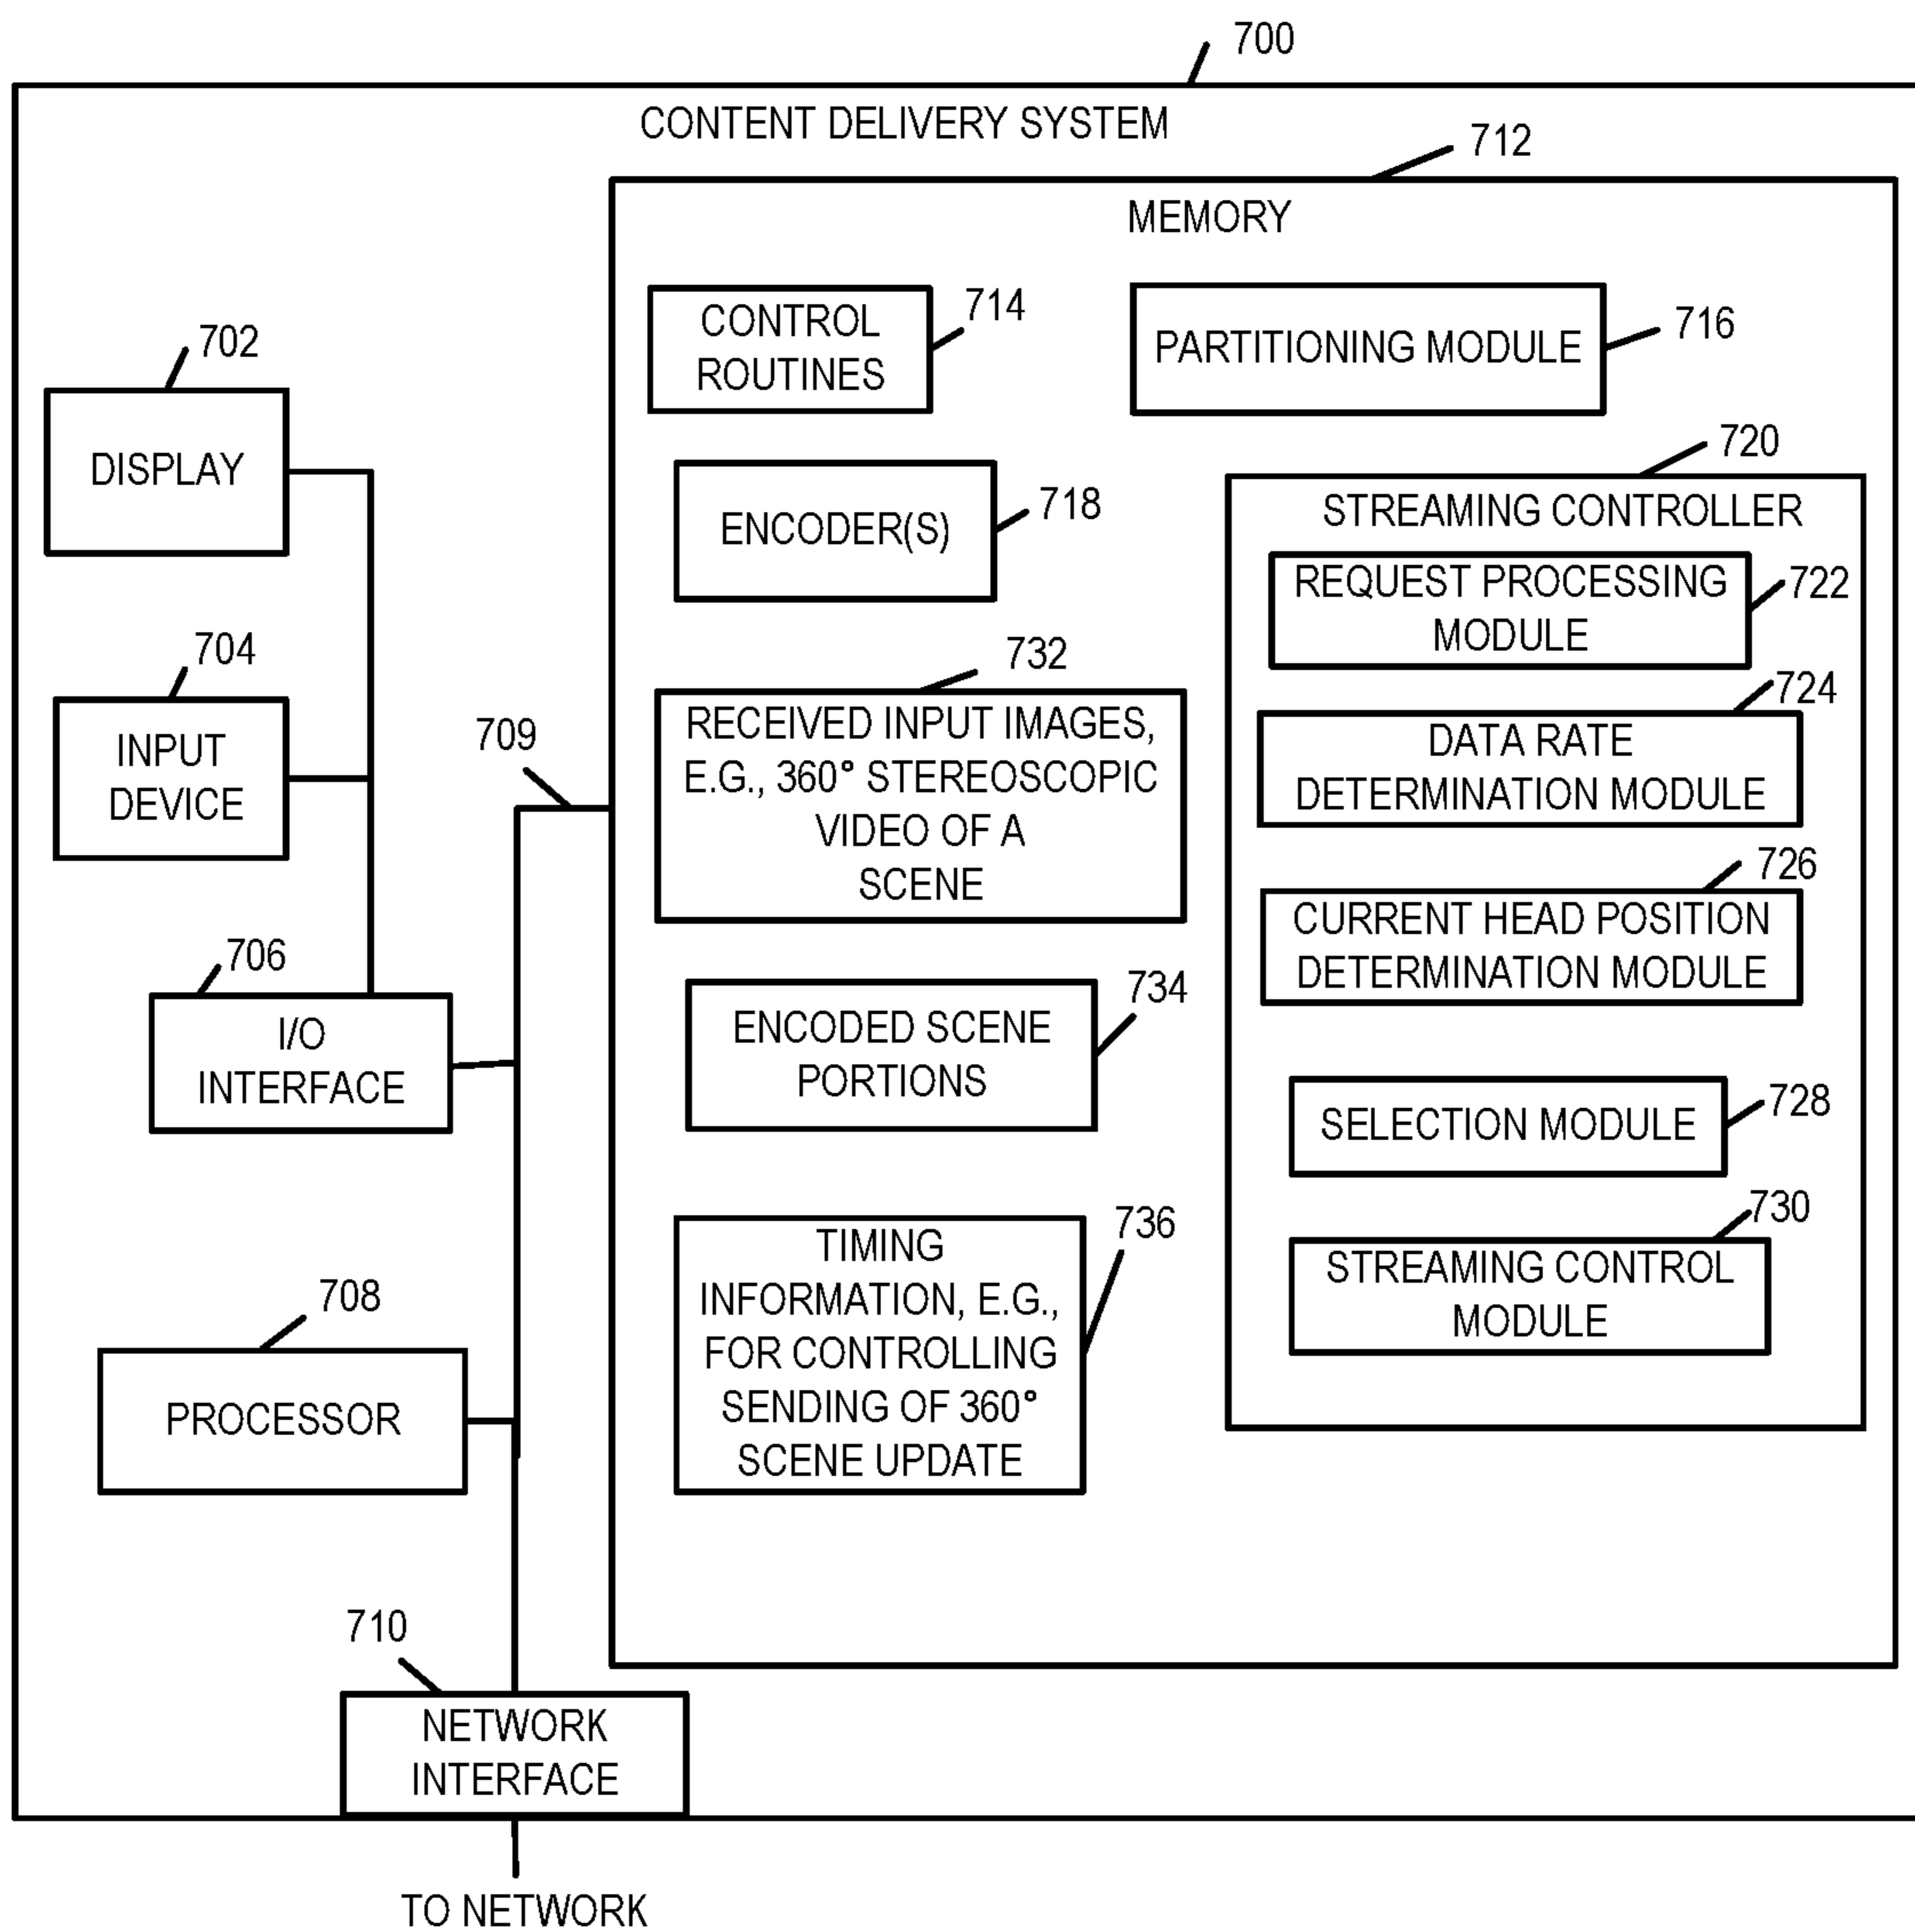 700
CONTENT DELIVERY SYSTEM
712
MEMORY
702
DISPLAY
704
INPUT
DEVICE
706
I/O
INTERFACE
708
PROCESSOR
709
710
NETWORK
INTERFACE
TO NETWORK
714
CONTROL
ROUTINES
716
PARTITIONING MODULE
718
ENCODER(S)
732
RECEIVED INPUT IMAGES,
E.G., 360° STEREOSCOPIC
VIDEO OF A
SCENE
734
ENCODED SCENE
PORTIONS
736
TIMING
INFORMATION, E.G.,
FOR CONTROLLING
SENDING OF 360°
SCENE UPDATE
720
STREAMING CONTROLLER
REQUEST PROCESSING
MODULE
722
724
DATA RATE
DETERMINATION MODULE
726
CURRENT HEAD POSITION
DETERMINATION MODULE
728
SELECTION MODULE
730
STREAMING CONTROL
MODULE